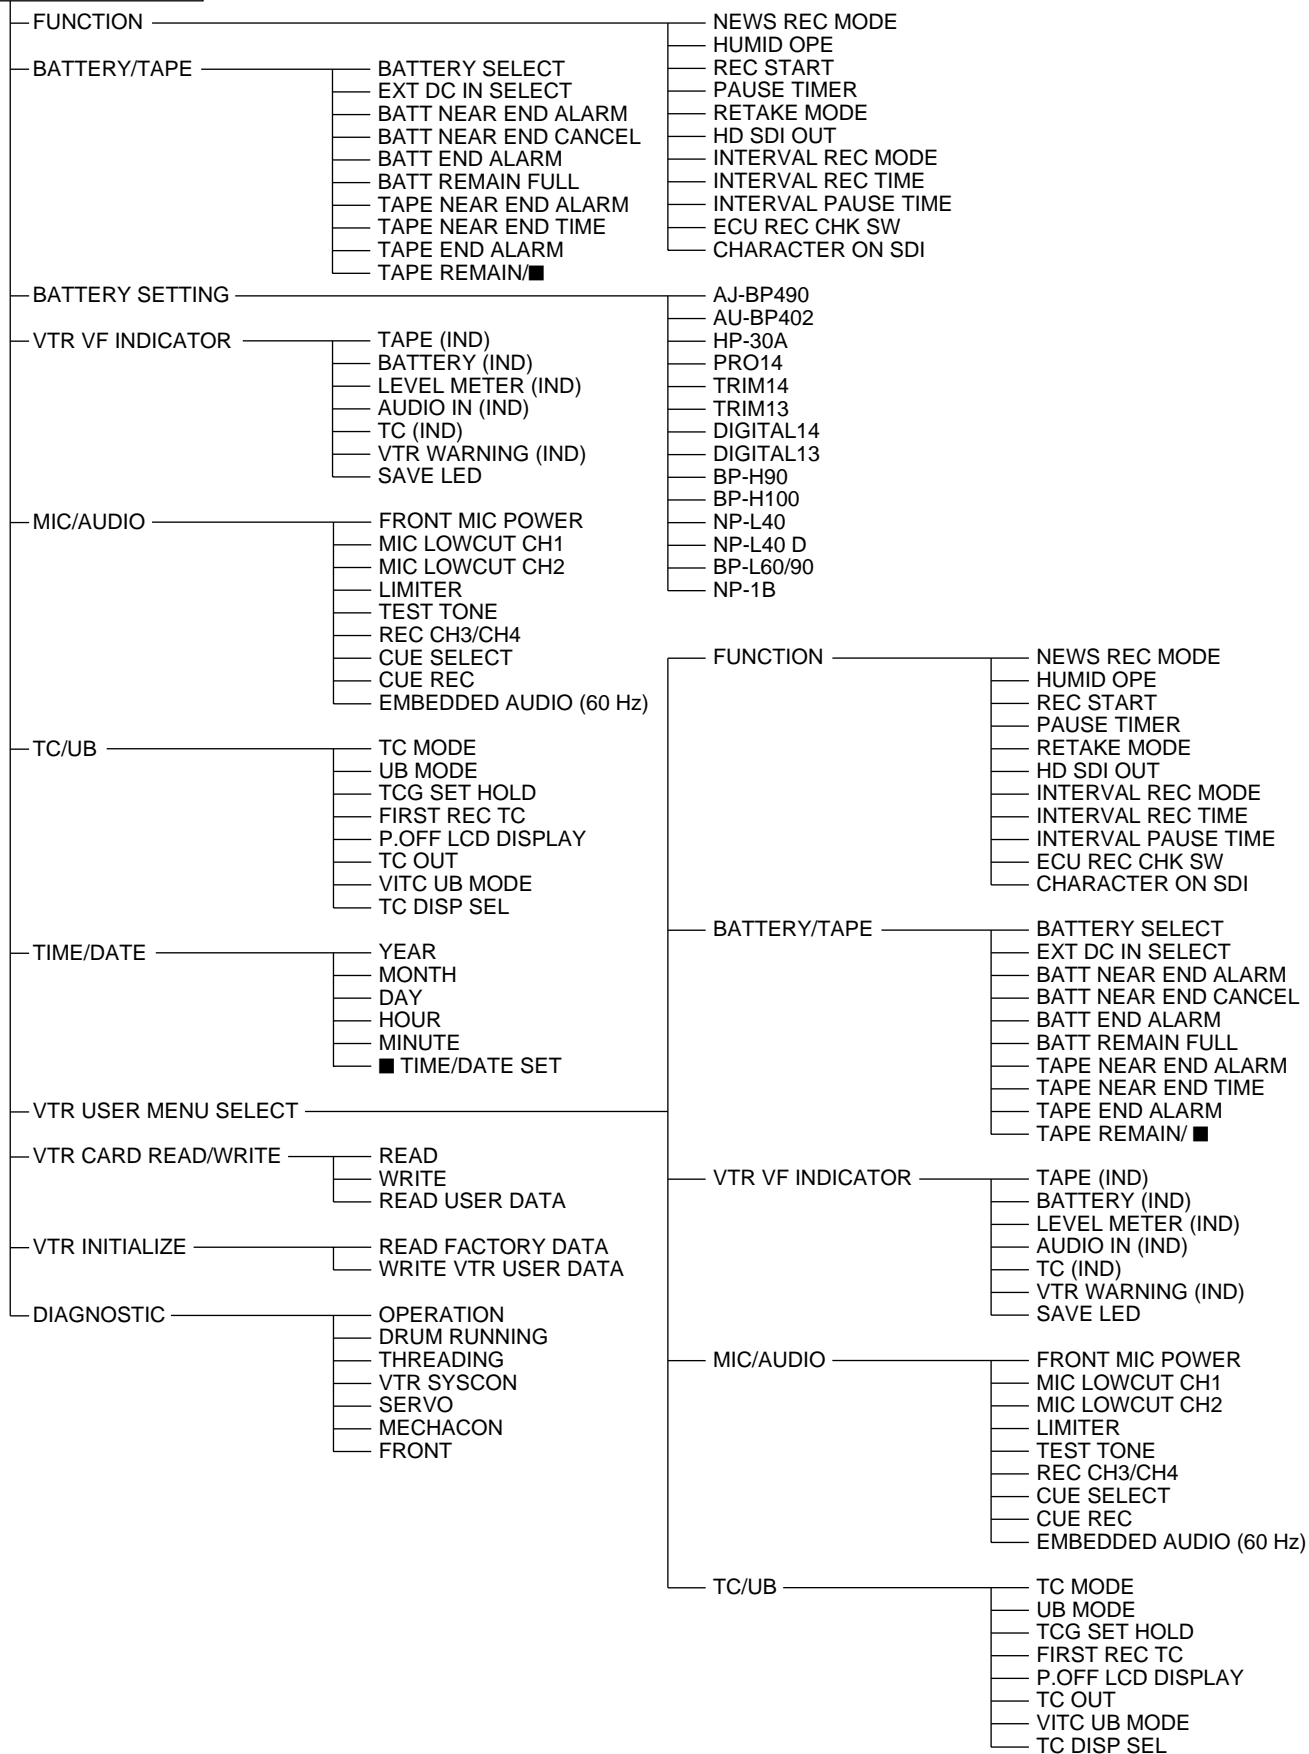 FUNCTION
NEWS REC MODE
HUMID OPE
REC START
PAUSE TIMER
RETAKE MODE
HD SDI OUT
INTERVAL REC MODE
INTERVAL REC TIME
INTERVAL PAUSE TIME
ECU REC CHK SW
CHARACTER ON SDI
BATTERY/TAPE
BATTERY SELECT
EXT DC IN SELECT
BATT NEAR END ALARM
BATT NEAR END CANCEL
BATT END ALARM
BATT REMAIN FULL
TAPE NEAR END ALARM
TAPE NEAR END TIME
TAPE END ALARM
TAPE REMAIN/■
BATTERY SETTING
AJ-BP490
AU-BP402
HP-30A
PRO14
TRIM14
TRIM13
DIGITAL14
DIGITAL13
BP-H90
BP-H100
NP-L40
NP-L40 D
BP-L60/90
NP-1B
VTR VF INDICATOR
TAPE (IND)
BATTERY (IND)
LEVEL METER (IND)
AUDIO IN (IND)
TC (IND)
VTR WARNING (IND)
SAVE LED
MIC/AUDIO
FRONT MIC POWER
MIC LOWCUT CH1
MIC LOWCUT CH2
LIMITER
TEST TONE
REC CH3/CH4
CUE SELECT
CUE REC
EMBEDDED AUDIO (60 Hz)
TC/UB
TC MODE
UB MODE
TCG SET HOLD
FIRST REC TC
P.OFF LCD DISPLAY
TC OUT
VITC UB MODE
TC DISP SEL
TIME/DATE
YEAR
MONTH
DAY
HOUR
MINUTE
■ TIME/DATE SET
VTR USER MENU SELECT
FUNCTION
NEWS REC MODE
HUMID OPE
REC START
PAUSE TIMER
RETAKE MODE
HD SDI OUT
INTERVAL REC MODE
INTERVAL REC TIME
INTERVAL PAUSE TIME
ECU REC CHK SW
CHARACTER ON SDI
BATTERY/TAPE
BATTERY SELECT
EXT DC IN SELECT
BATT NEAR END ALARM
BATT NEAR END CANCEL
BATT END ALARM
BATT REMAIN FULL
TAPE NEAR END ALARM
TAPE NEAR END TIME
TAPE END ALARM
TAPE REMAIN/ ■
VTR VF INDICATOR
TAPE (IND)
BATTERY (IND)
LEVEL METER (IND)
AUDIO IN (IND)
TC (IND)
VTR WARNING (IND)
SAVE LED
MIC/AUDIO
FRONT MIC POWER
MIC LOWCUT CH1
MIC LOWCUT CH2
LIMITER
TEST TONE
REC CH3/CH4
CUE SELECT
CUE REC
EMBEDDED AUDIO (60 Hz)
TC/UB
TC MODE
UB MODE
TCG SET HOLD
FIRST REC TC
P.OFF LCD DISPLAY
TC OUT
VITC UB MODE
TC DISP SEL
VTR CARD READ/WRITE
READ
WRITE
READ USER DATA
VTR INITIALIZE
READ FACTORY DATA
WRITE VTR USER DATA
DIAGNOSTIC
OPERATION
DRUM RUNNING
THREADING
VTR SYSCON
SERVO
MECHACON
FRONT